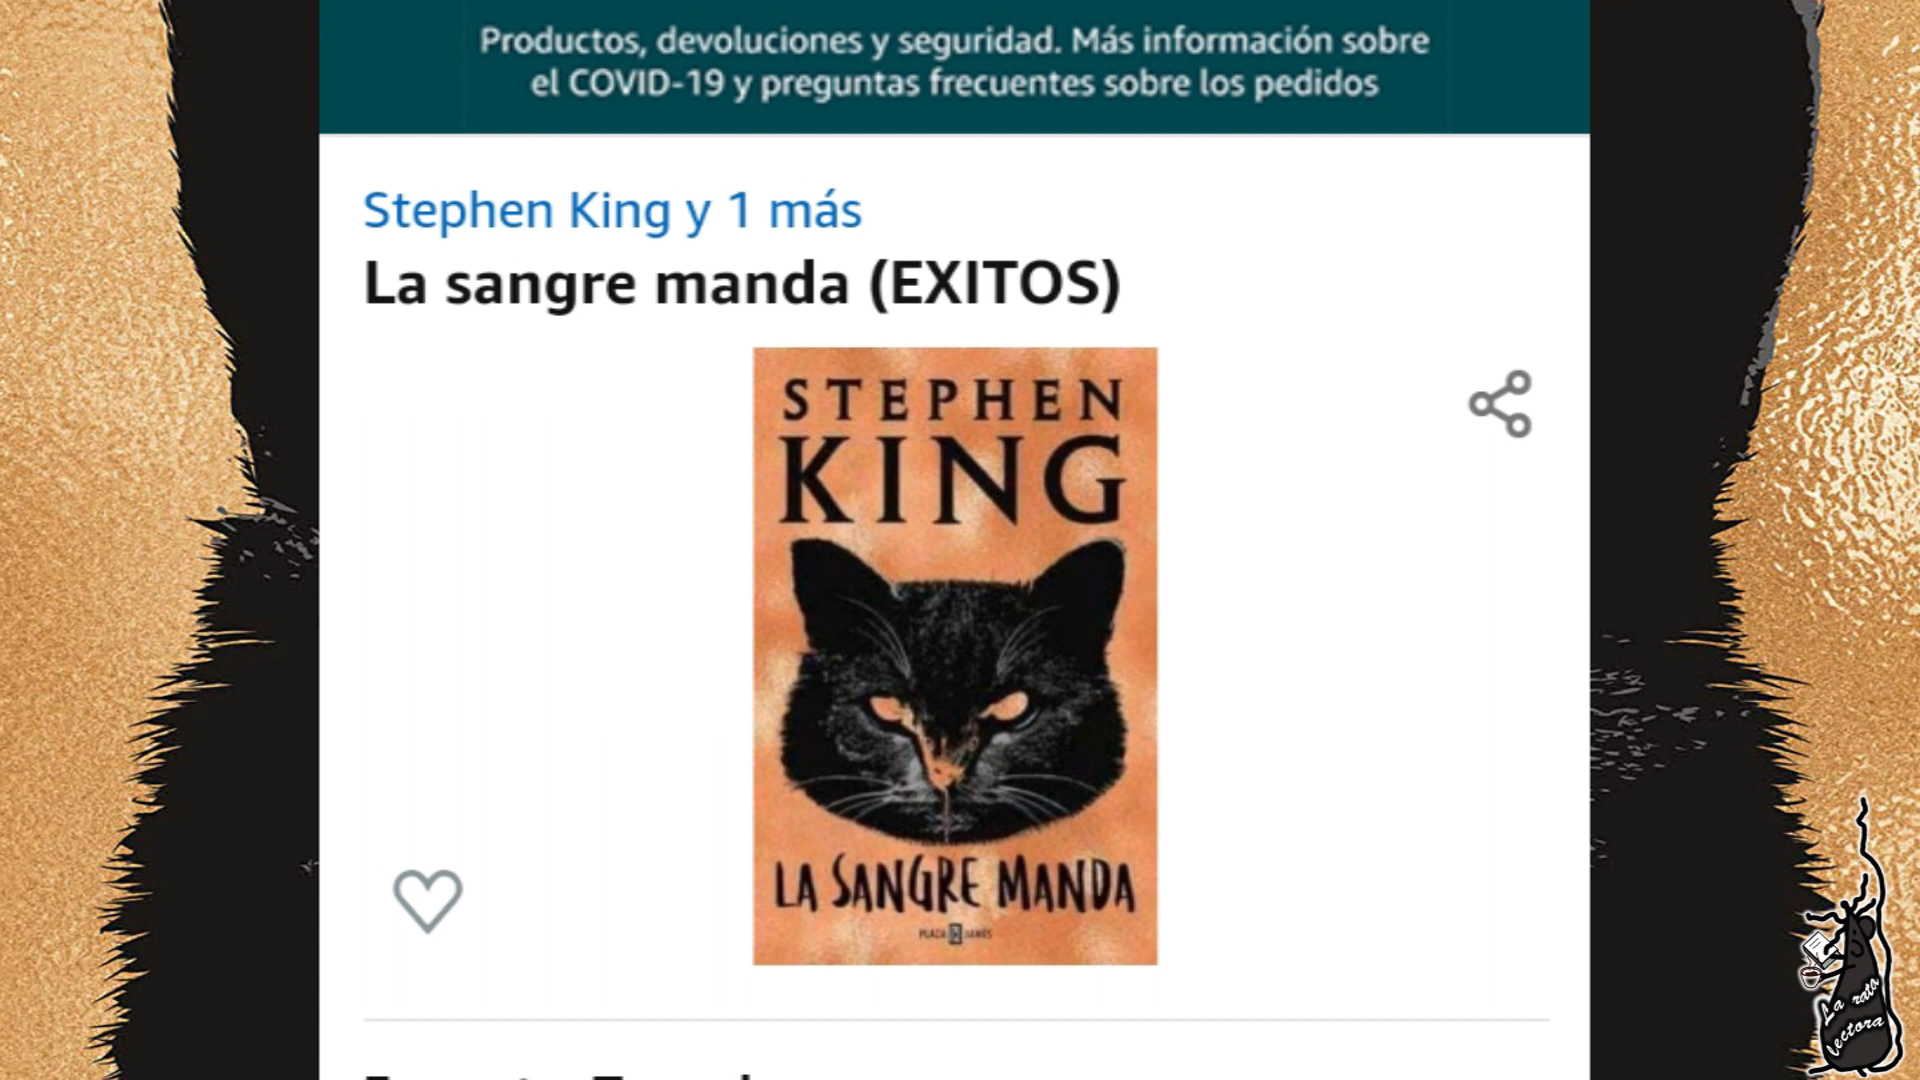 Productos, devoluciones y seguridad. Más información sobre
el COVID-19 y preguntas frecuentes sobre los pedidos
Stephen King y 1 más
La sangre manda (EXITOS)
STEPHEN
KING
LA SANGRE MANDA
PLAZA JANÉS
La rata
lectora